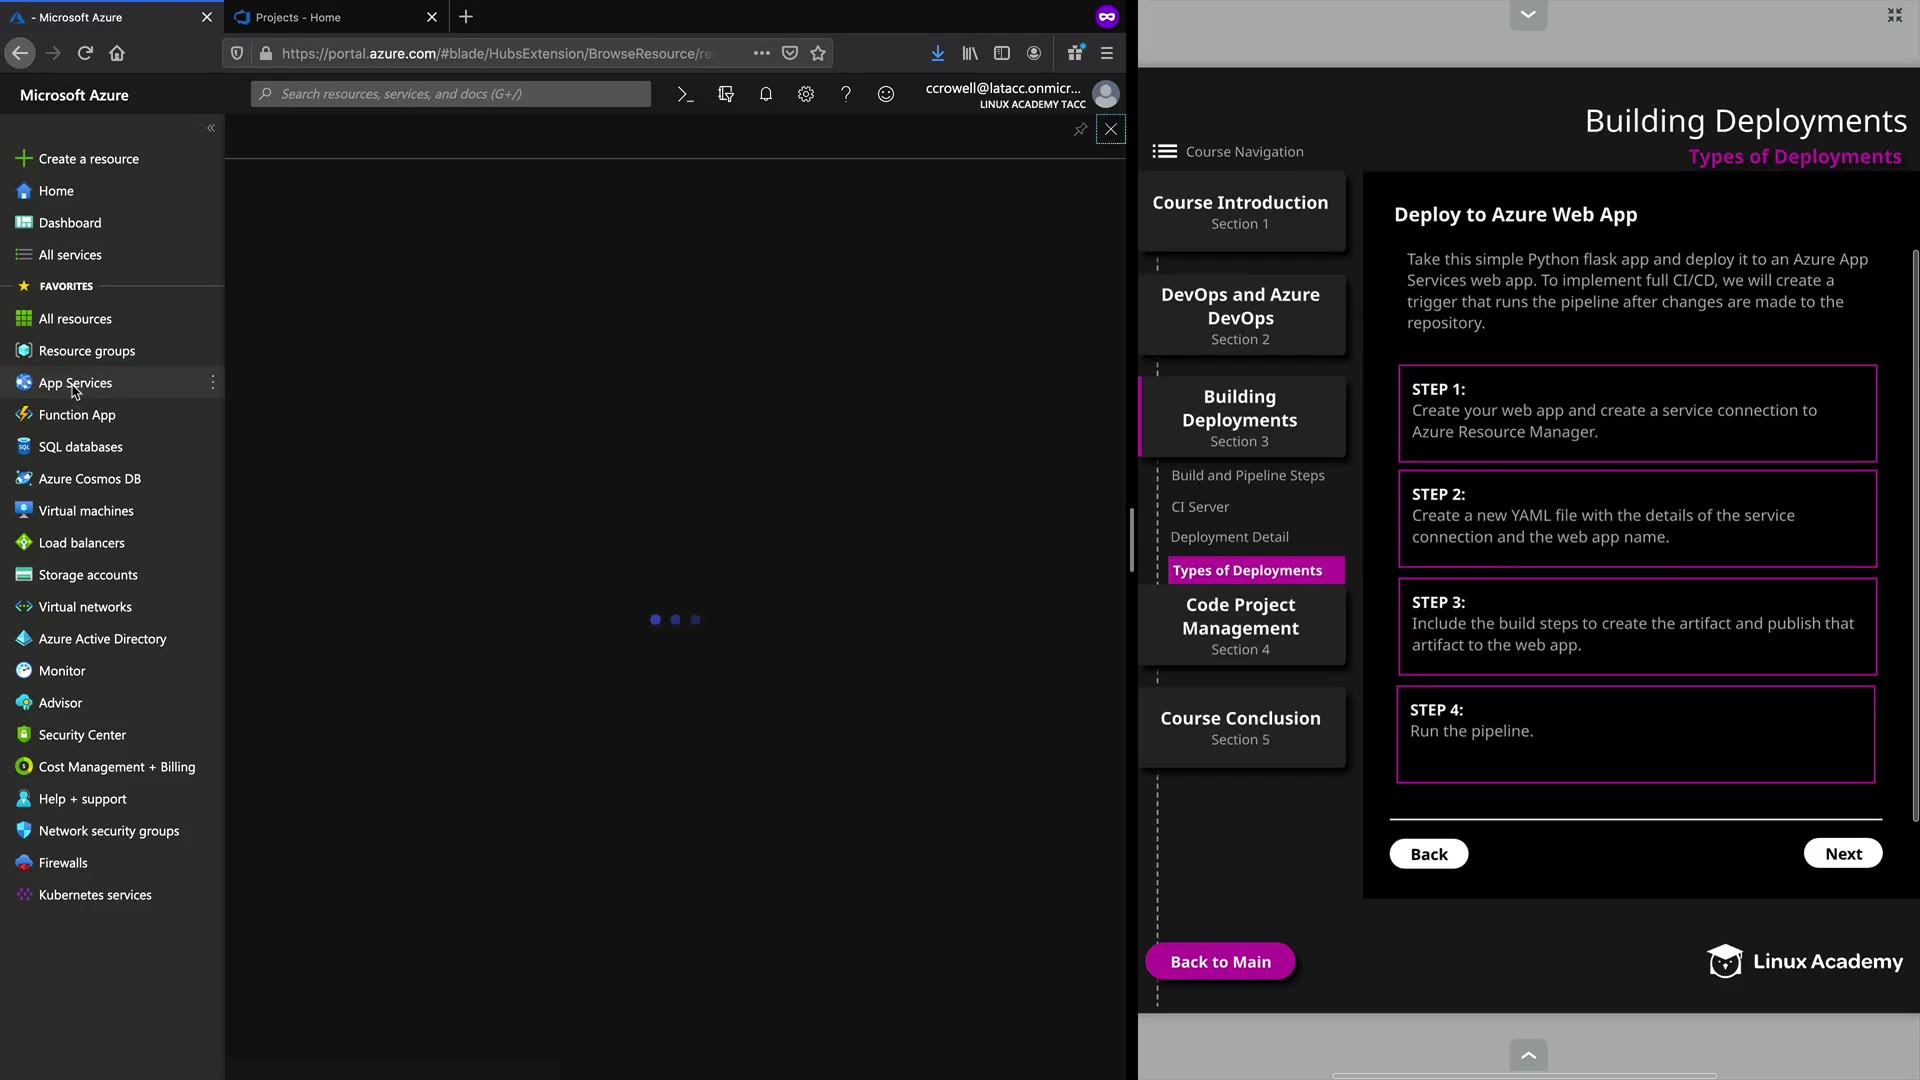 - Microsoft Azure
Projects - Home
https://portal.azure.com/#blade/HubsExtension/BrowseResource/re
Microsoft Azure
Search resources, services, and docs (G+/)
ccrowell@latacc.onmicr...
LINUX ACADEMY TACC
Create a resource
Home
Dashboard
All services
FAVORITES
All resources
Resource groups
App Services
Function App
SQL databases
Azure Cosmos DB
Virtual machines
Load balancers
Storage accounts
Virtual networks
Azure Active Directory
Monitor
Advisor
Security Center
Cost Management + Billing
Help + support
Network security groups
Firewalls
Kubernetes services
Building Deployments
Types of Deployments
Course Navigation
Course Introduction
Section 1
DevOps and Azure
DevOps
Section 2
Building
Deployments
Section 3
Build and Pipeline Steps
CI Server
Deployment Detail
Types of Deployments
Code Project
Management
Section 4
Course Conclusion
Section 5
Back to Main
Deploy to Azure Web App
Take this simple Python flask app and deploy it to an Azure App
Services web app. To implement full CI/CD, we will create a
trigger that runs the pipeline after changes are made to the
repository.
STEP 1:
Create your web app and create a service connection to
Azure Resource Manager.
STEP 2:
Create a new YAML file with the details of the service
connection and the web app name.
STEP 3:
Include the build steps to create the artifact and publish that
artifact to the web app.
STEP 4:
Run the pipeline.
Back
Next
Linux Academy